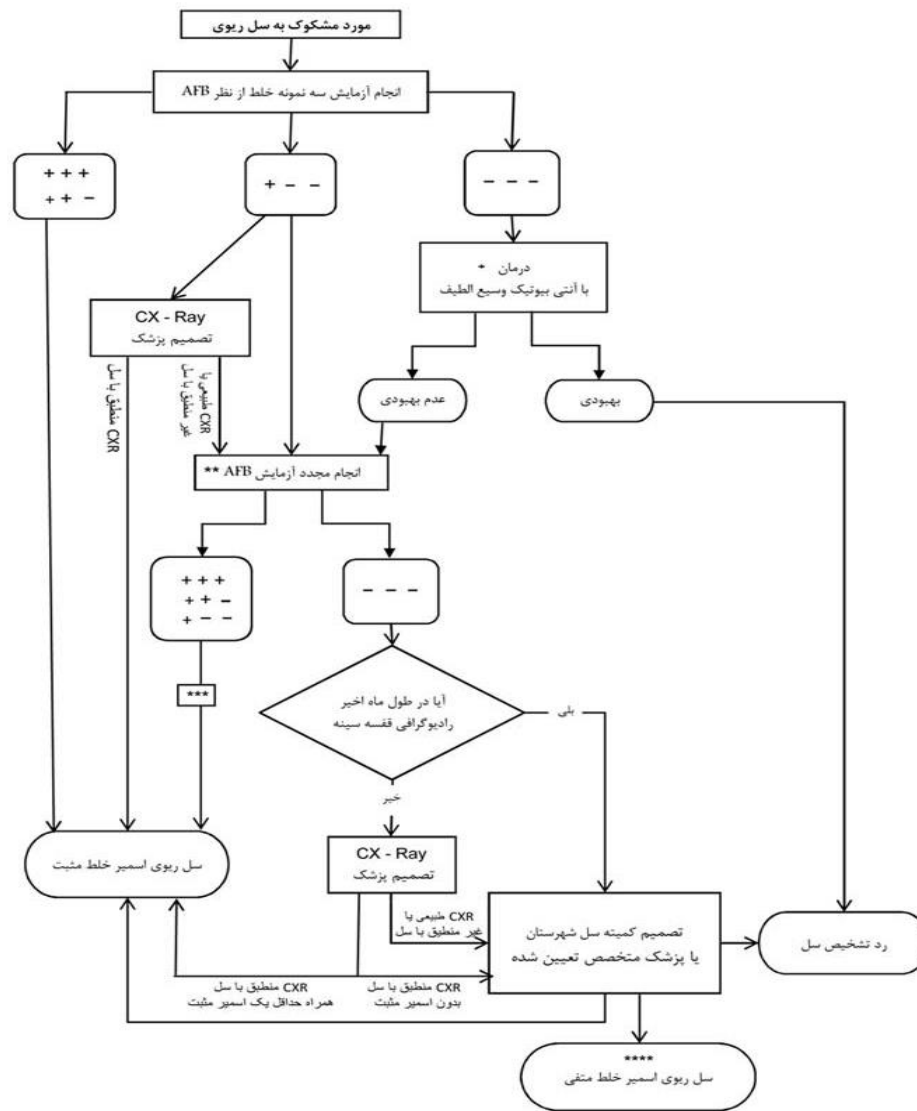 مورد مشکوک به سل ریوی
انجام آزمایش سه نمونه خلط از نظر AFB
+ + +
+ + –
+ – –
– – –
درمان *
با آنتی بیوتیک وسیع الطیف
CX - Ray
تصمیم پزشک
CXR منطبق با سل
CXR طبیعی یا
غیر منطبق با سل
عدم بهبودی
بهبودی
انجام مجدد آزمایش AFB **
+ + +
+ + –
+ – –
– – –
***
آیا در طول ماه اخیر
رادیوگرافی قفسه سینه
بلی
خیر
سل ریوی اسمیر خلط مثبت
CX - Ray
تصمیم پزشک
CXR طبیعی یا
غیر منطبق با سل
تصمیم کمیته سل شهرستان
یا پزشک متخصص تعیین شده
رد تشخیص سل
CXR منطبق با سل
همراه حداقل یک اسمیر مثبت
CXR منطبق با سل
بدون اسمیر مثبت
****
سل ریوی اسمیر خلط منفی